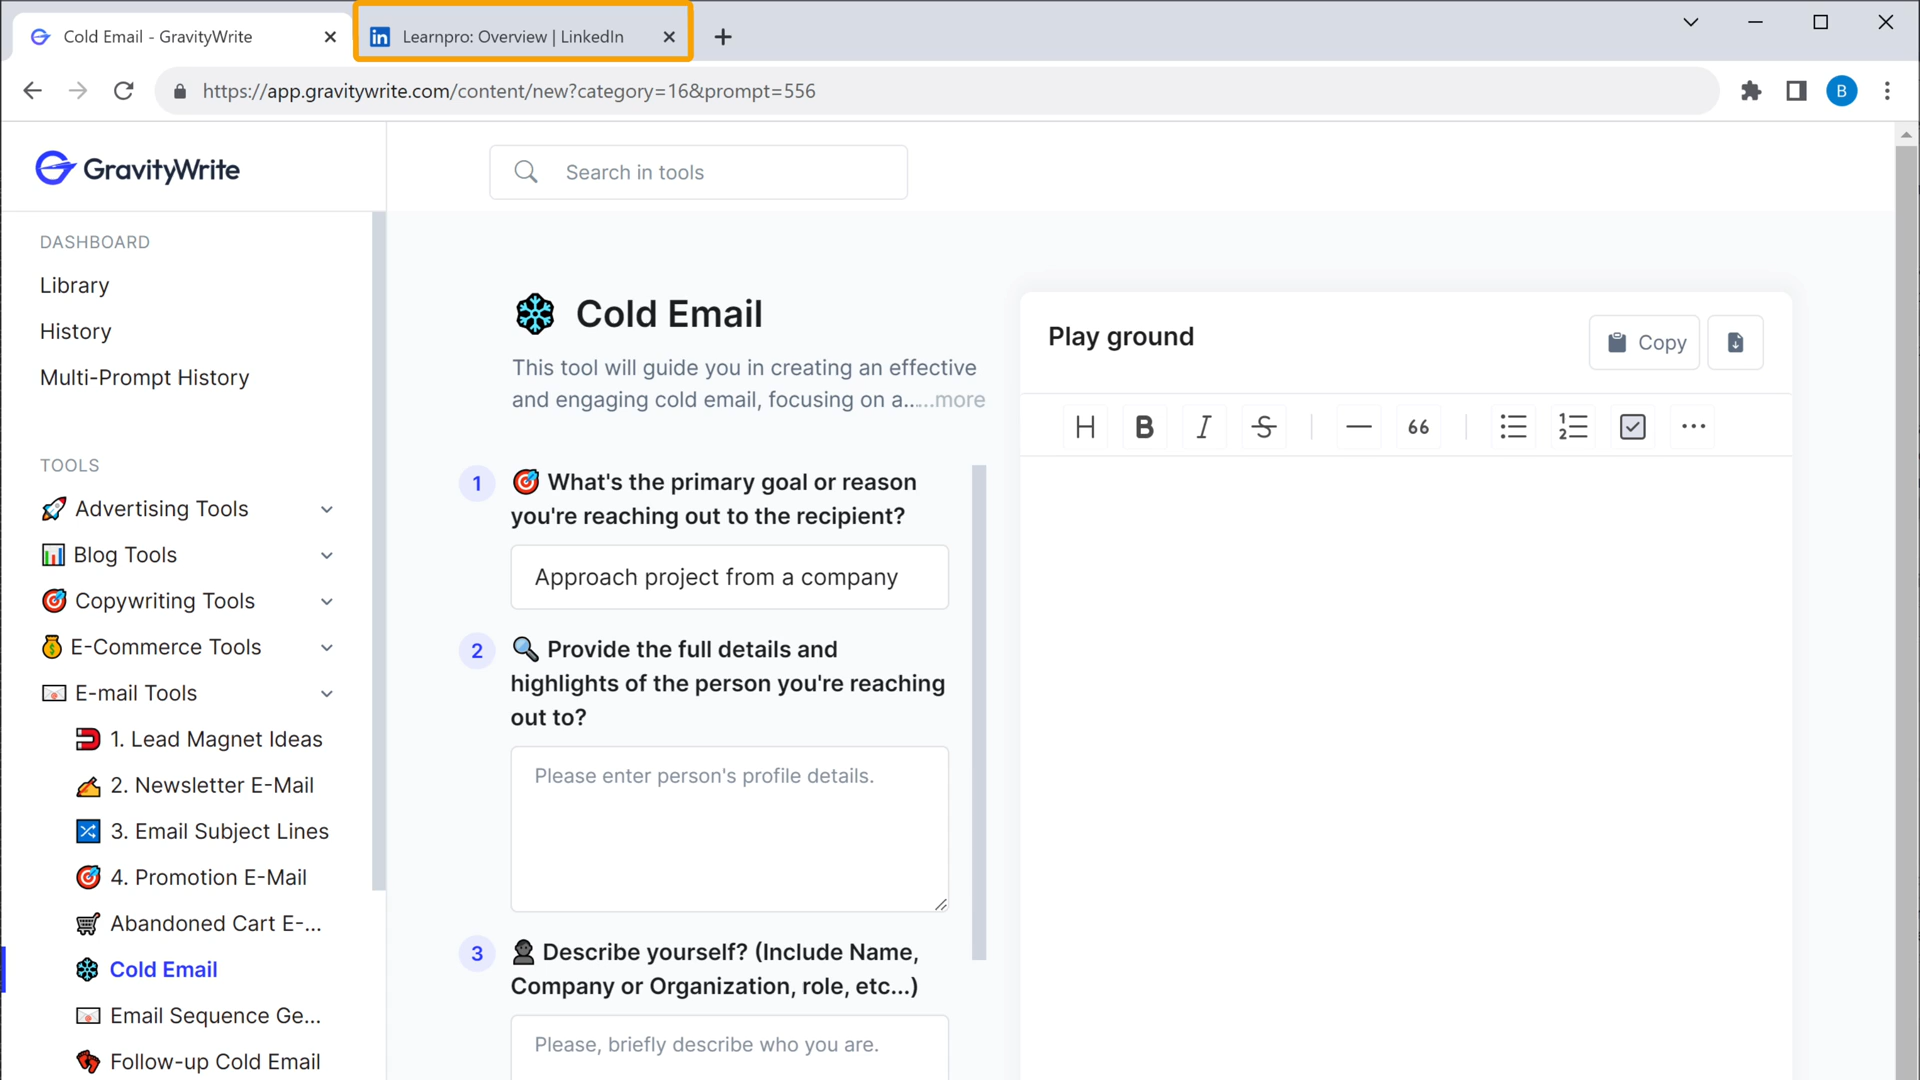 Cold Email - GravityWrite
Learnpro: Overview | LinkedIn
https://app.gravitywrite.com/content/new?category=16&prompt=556
B
GravityWrite
Search in tools
DASHBOARD
Library
History
Multi-Prompt History
TOOLS
Advertising Tools
Blog Tools
Copywriting Tools
E-Commerce Tools
E-mail Tools
1. Lead Magnet Ideas
2. Newsletter E-Mail
3. Email Subject Lines
4. Promotion E-Mail
Abandoned Cart E-...
Cold Email
Email Sequence Ge...
Follow-up Cold Email
Cold Email
This tool will guide you in creating an effective
and engaging cold email, focusing on a......more
1 What's the primary goal or reason
you're reaching out to the recipient?
Approach project from a company
2 Provide the full details and
highlights of the person you're reaching
out to?
Please enter person's profile details.
3 Describe yourself? (Include Name,
Company or Organization, role, etc...)
Please, briefly describe who you are.
Play ground
Copy